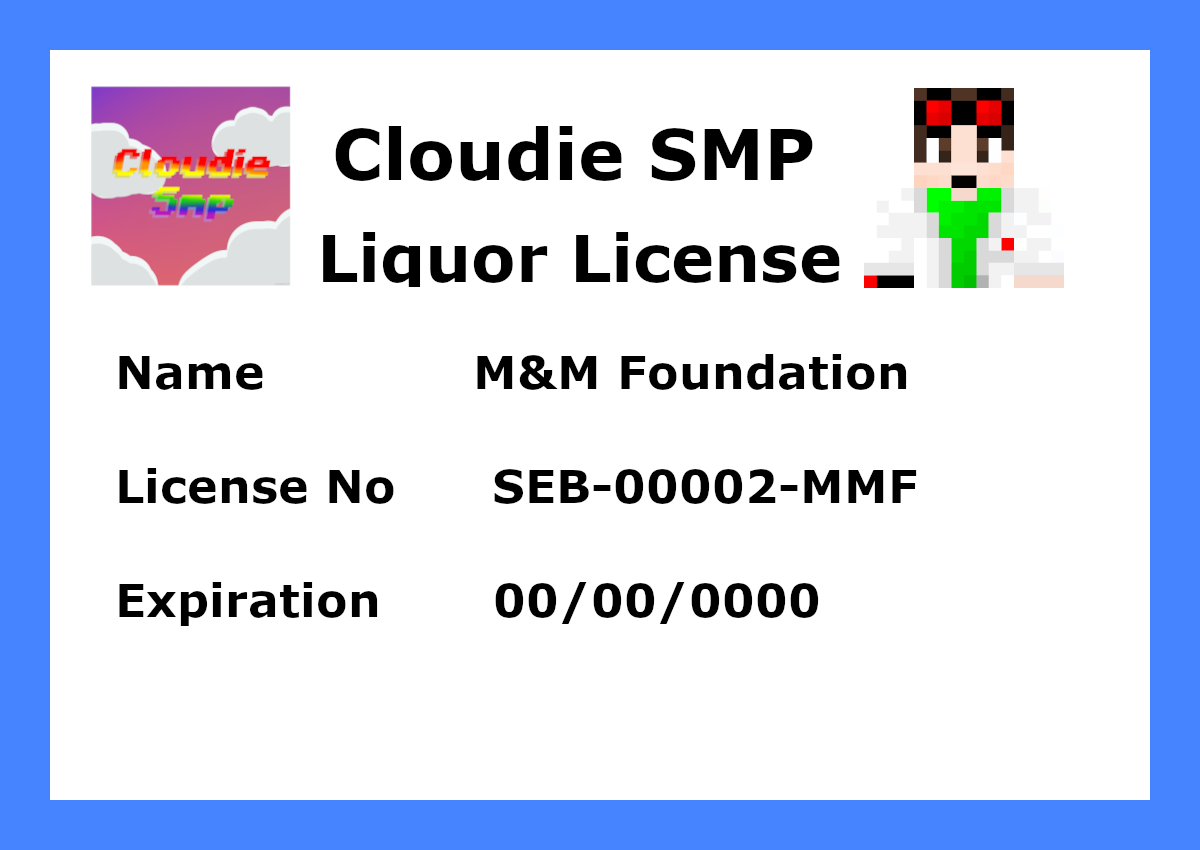 Cloudie
Smp
Cloudie SMP
Liquor License
Name M&M Foundation
License No SEB-00002-MMF
Expiration 00/00/0000